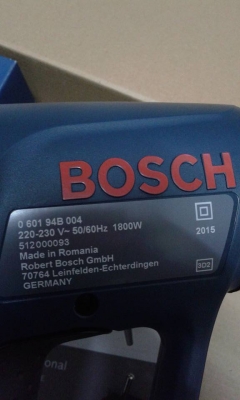 BOSCH
0 601 94B 004
220-230 V~ 50/60Hz 1800W
512000093
Made in Romania
Robert Bosch GmbH
70764 Leinfelden-Echterdingen
GERMANY
2015
onal